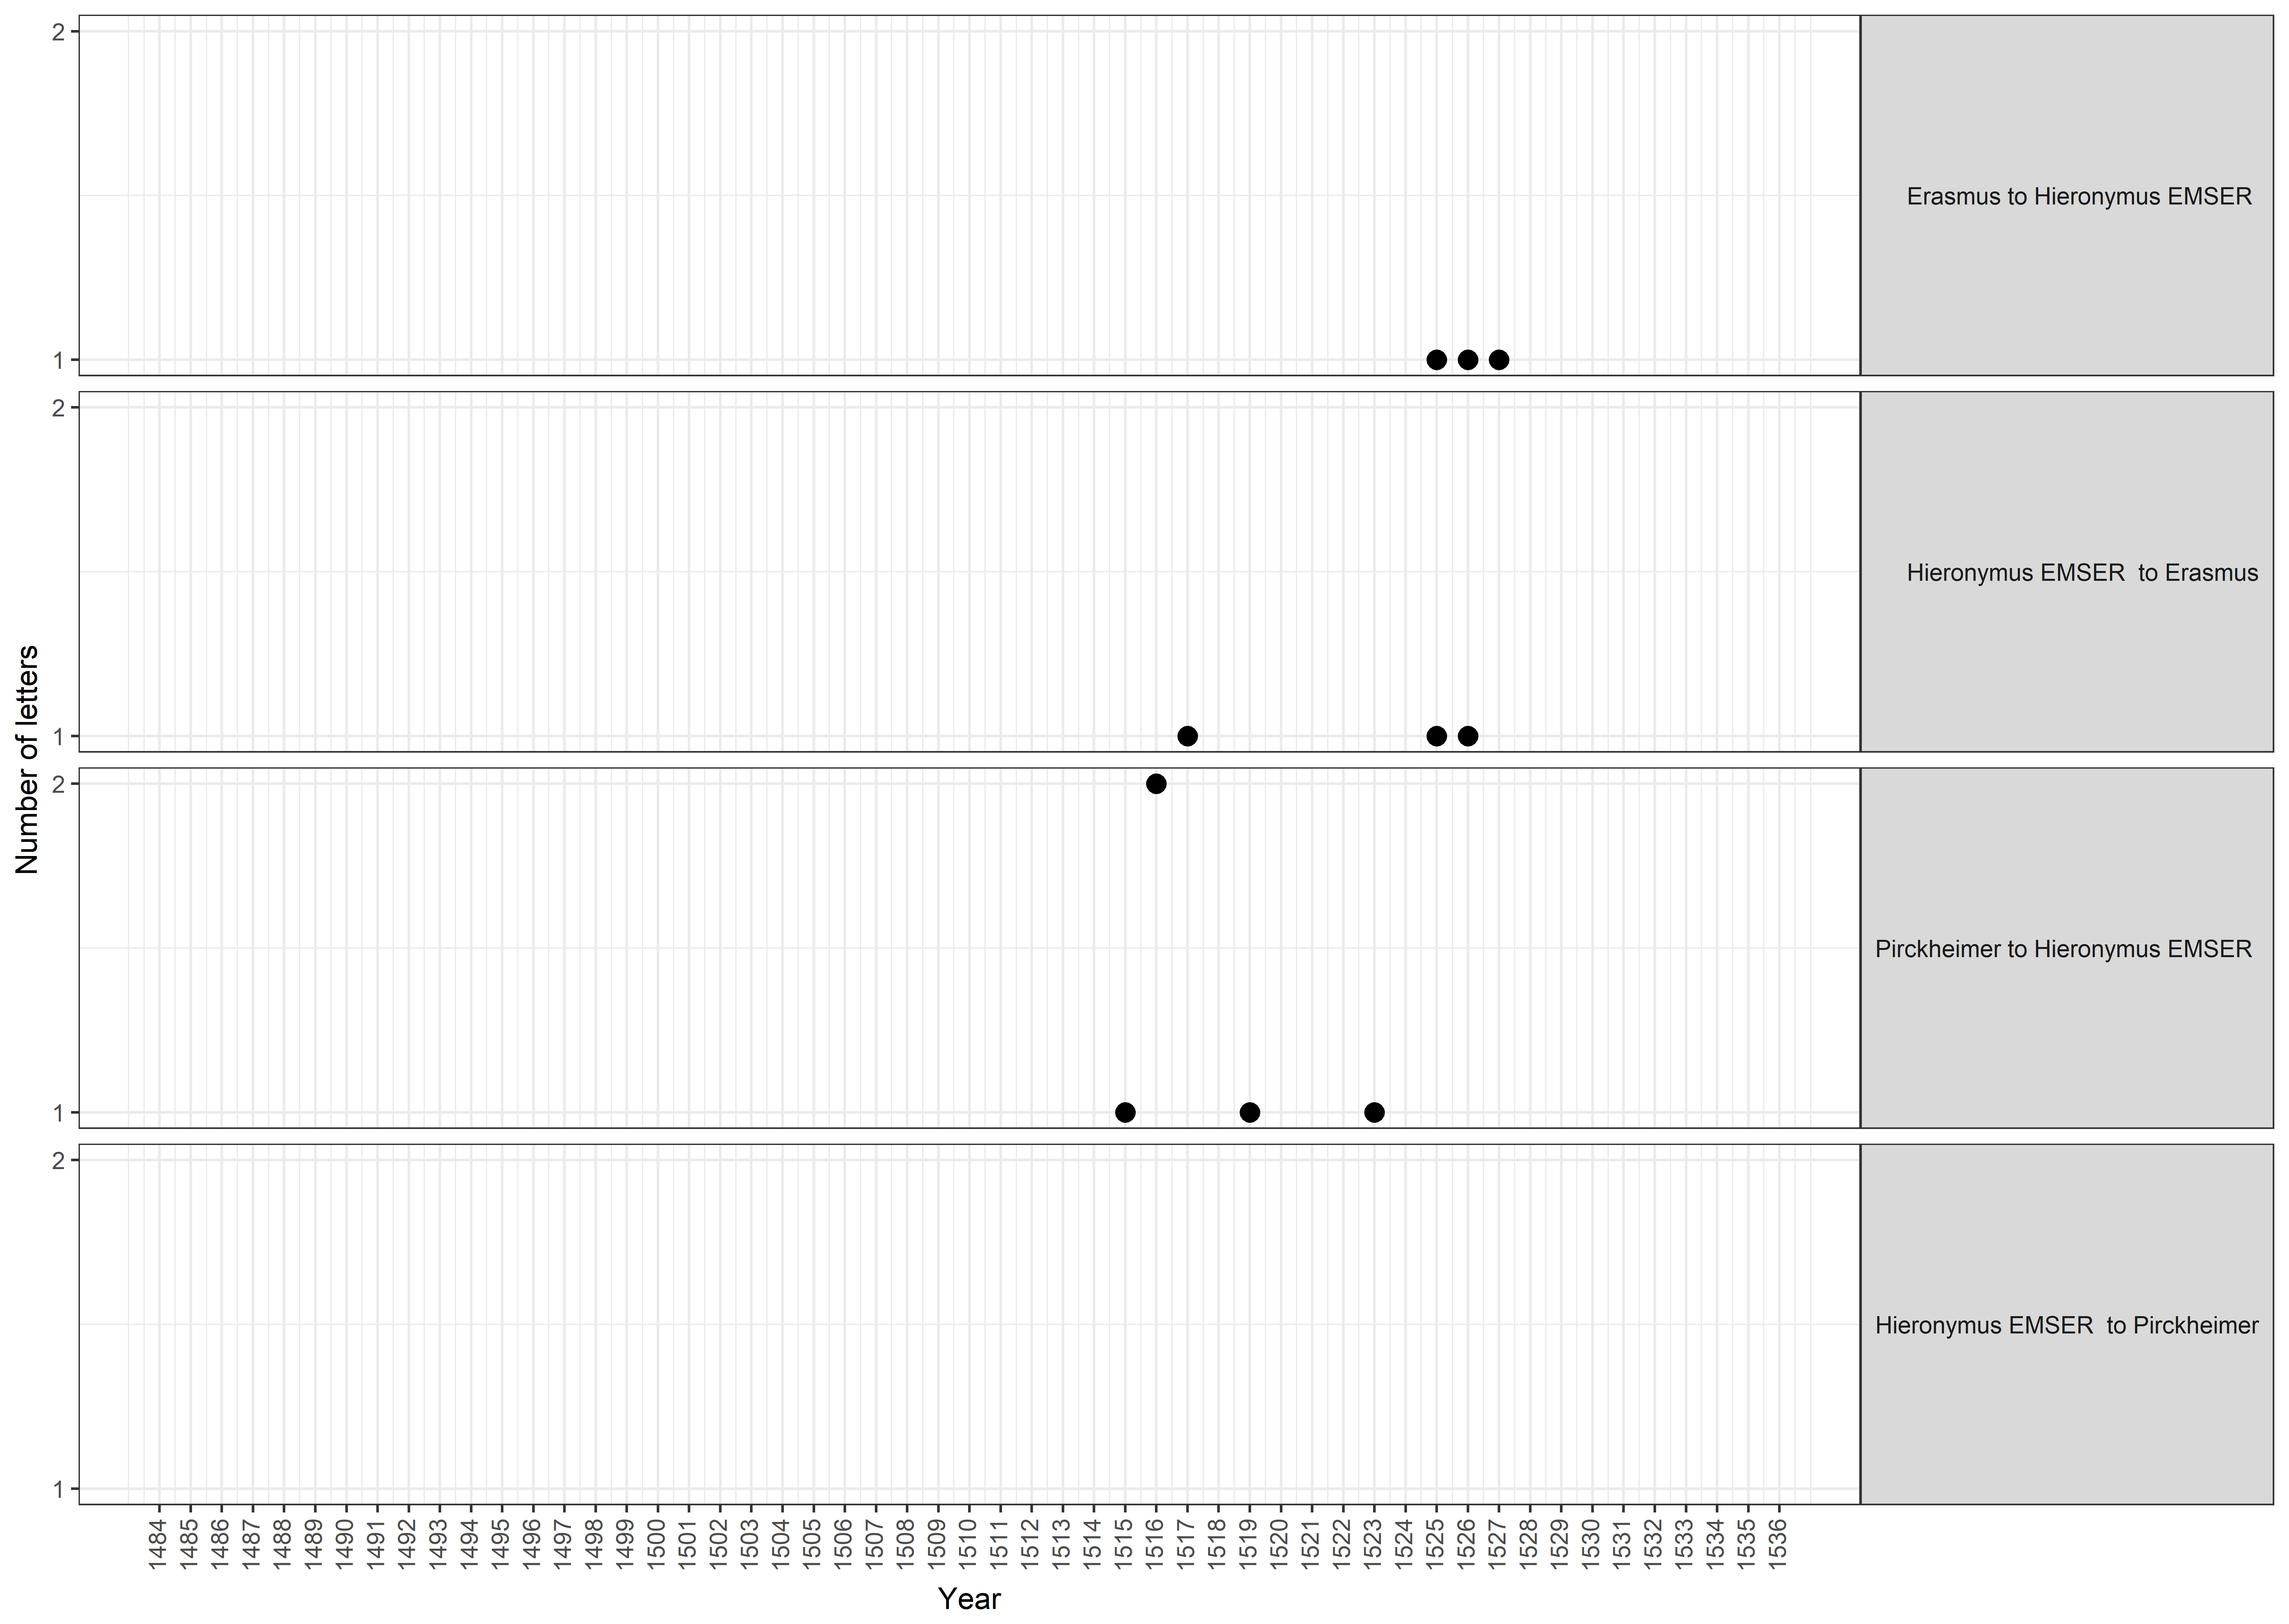 2
1
Erasmus to Hieronymus EMSER
2
1
Hieronymus EMSER  to Erasmus
2
1
Pirckheimer to Hieronymus EMSER
2
1
Hieronymus EMSER  to Pirckheimer
Number of letters
1484 1485 1486 1487 1488 1489 1490 1491 1492 1493 1494 1495 1496 1497 1498 1499 1500 1501 1502 1503 1504 1505 1506 1507 1508 1509 1510 1511 1512 1513 1514 1515 1516 1517 1518 1519 1520 1521 1522 1523 1524 1525 1526 1527 1528 1529 1530 1531 1532 1533 1534 1535 1536
Year